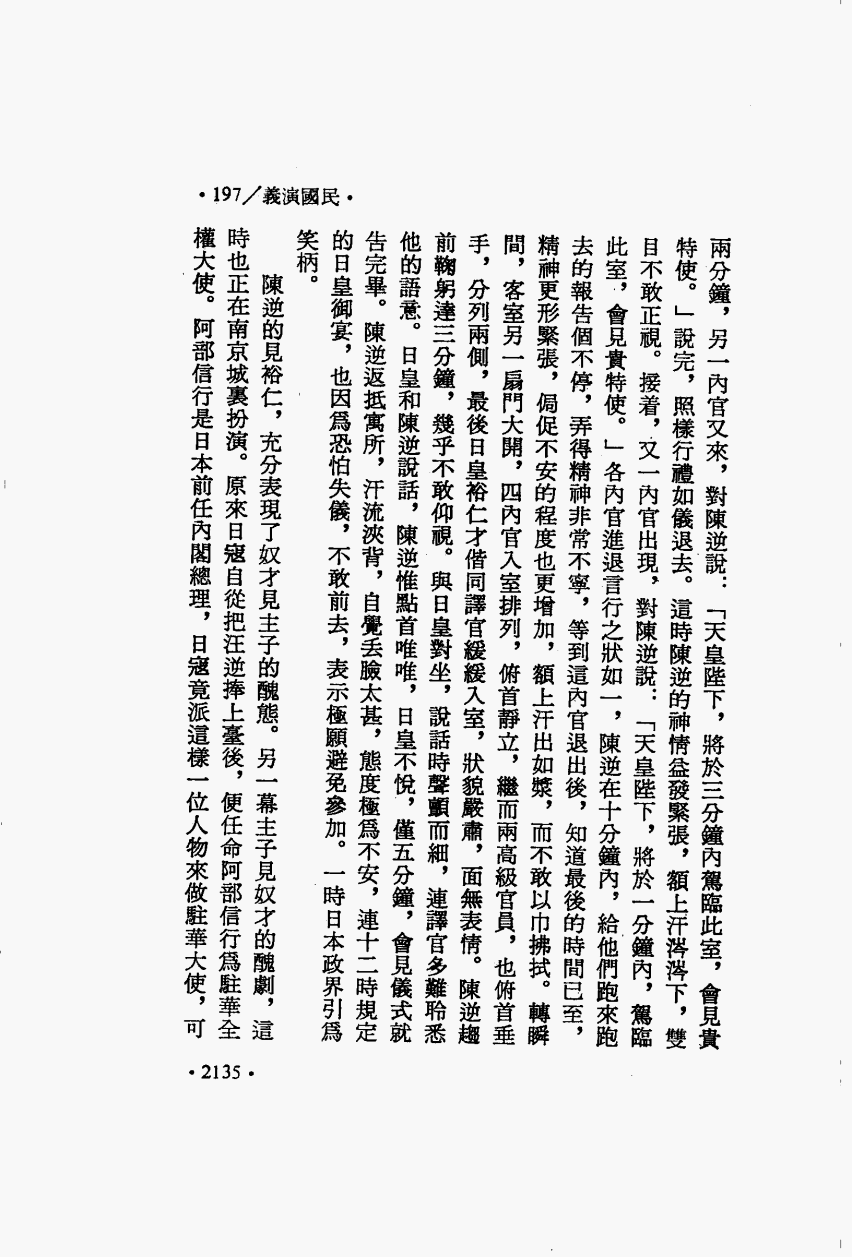 ·197/義演國民·
兩分鐘，另一內官又來，對陳逆說：「天皇陛下，將於三分鐘內駕臨此室，會見貴
特使。」說完，照樣行禮如儀退去。這時陳逆的神情益發緊張，額上汗涔涔下，雙
目不敢正視。接着，又一內官出現，對陳逆說：「天皇陛下，將於一分鐘內，駕臨
此室，會見貴特使。」各內官進退言行之狀如一，陳逆在十分鐘內，給他們跑來跑
去的報告個不停，弄得精神非常不寧，等到這內官退出後，知道最後的時間已至，
精神更形緊張，侷促不安的程度也更增加，額上汗出如漿，而不敢以巾拂拭。轉瞬
間，客室另一扇門大開，四內官入室排列，俯首靜立，繼而兩高級官員，也俯首垂
手，分列兩側，最後日皇裕仁才偕同譯官緩緩入室，狀貌嚴肅，面無表情。陳逆趨
前鞠躬達三分鐘，幾乎不敢仰視。與日皇對坐，說話時聲顫而細，連譯官多難聆悉
他的語意。日皇和陳逆說話，陳逆惟點首唯唯，日皇不悅，僅五分鐘，會見儀式就
告完畢。陳逆返抵寓所，汗流浹背，自覺丟臉太甚，態度極爲不安，連十二時規定
的日皇御宴，也因爲恐怕失儀，不敢前去，表示極願避免參加。一時日本政界引爲
笑柄。
陳逆的見裕仁，充分表現了奴才見主子的醜態。另一幕主子見奴才的醜劇，這
時也正在南京城裏扮演。原來日寇自從把汪逆捧上臺後，便任命阿部信行爲駐華全
權大使。阿部信行是日本前任內閣總理，日寇竟派這樣一位人物來做駐華大使，可
·2135·